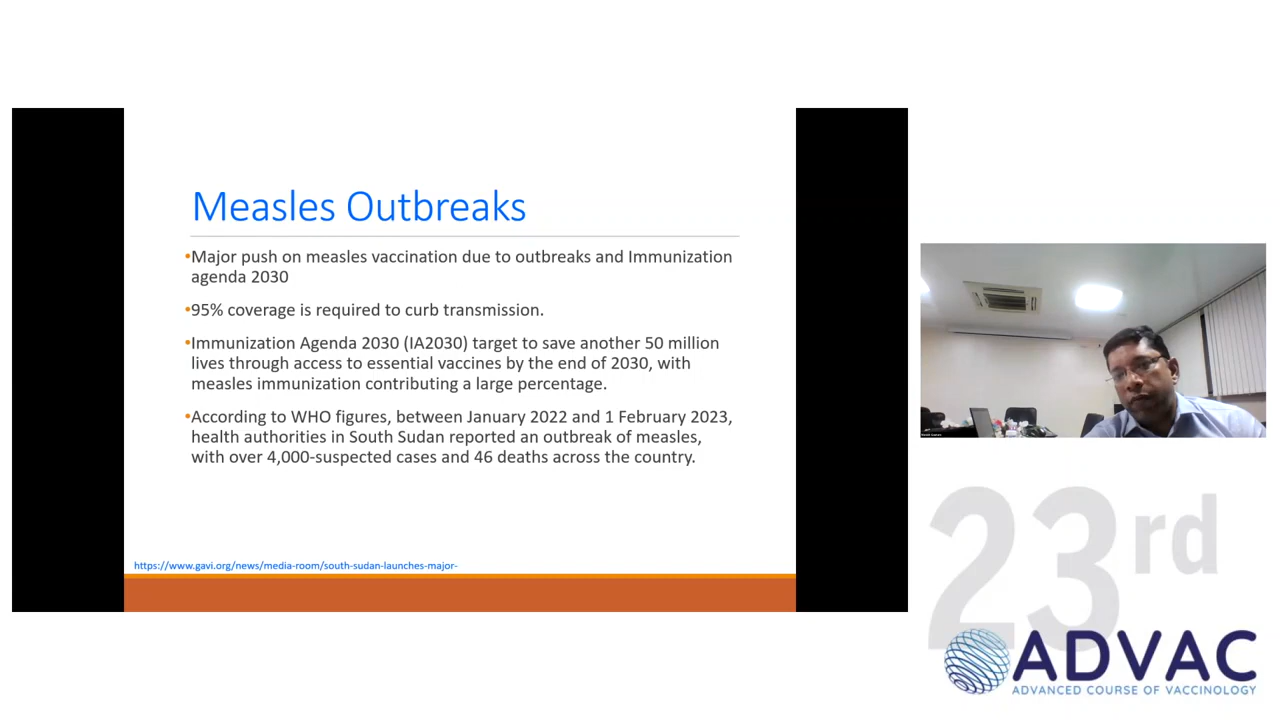 Measles Outbreaks
•Major push on measles vaccination due to outbreaks and Immunization
agenda 2030
•95% coverage is required to curb transmission.
•Immunization Agenda 2030 (IA2030) target to save another 50 million
lives through access to essential vaccines by the end of 2030, with
measles immunization contributing a large percentage.
•According to WHO figures, between January 2022 and 1 February 2023,
health authorities in South Sudan reported an outbreak of measles,
with over 4,000-suspected cases and 46 deaths across the country.
https://www.gavi.org/news/media-room/south-sudan-launches-major-
23rd
ADVAC
ADVANCED COURSE OF VACCINOLOGY